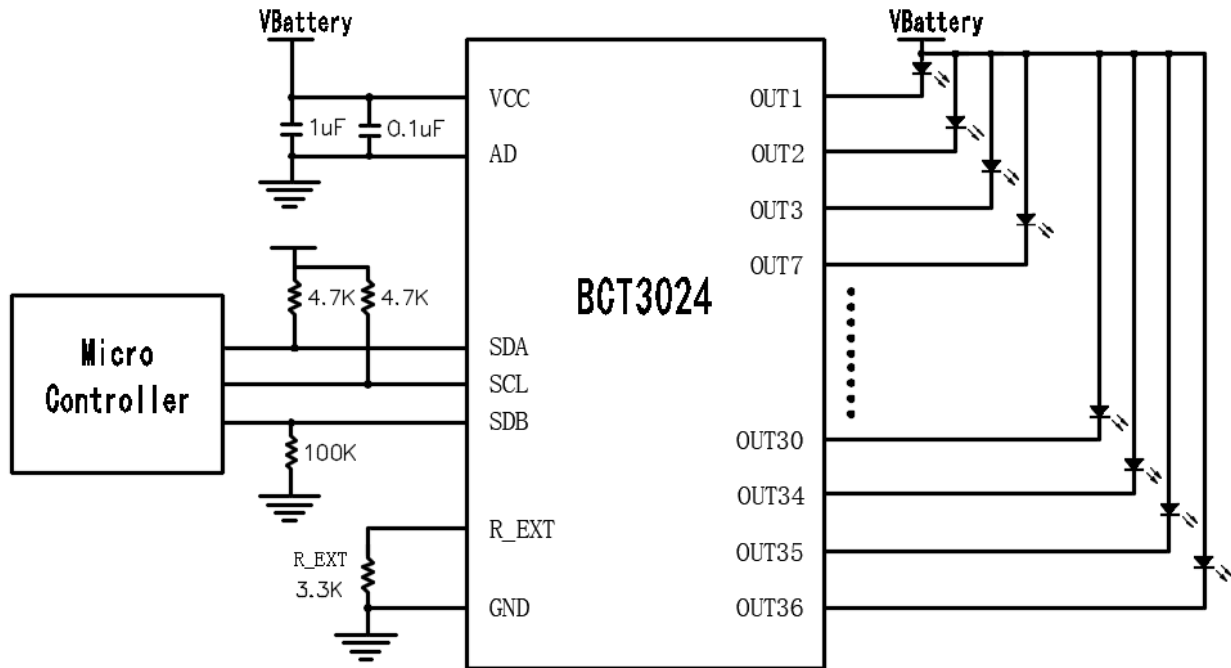 VBattery
VBattery
VCC
OUT1
1uF
0.1uF
AD
OUT2
OUT3
OUT7
4.7K
4.7K
BCT3024
Micro
Controller
SDA
SCL
SDB
100K
OUT30
OUT34
R_EXT
OUT35
R_EXT
3.3K
GND
OUT36